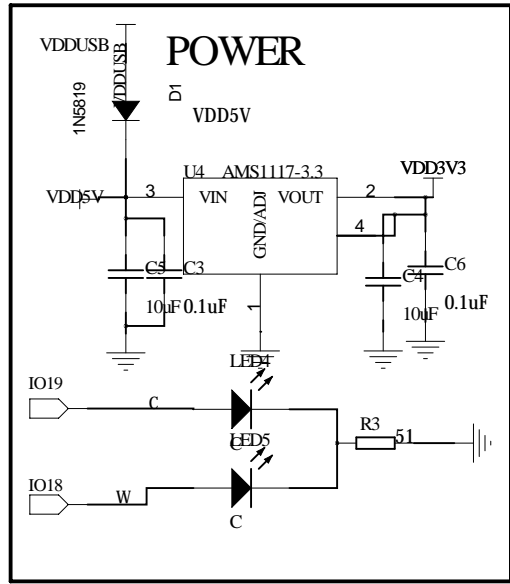 POWER
VDDUSB
VDDUSB
1N5819
D1
VDD5V
U4 AMS1117-3.3
VDD3V3
VDD5V
3
VIN
VOUT
2
GND/ADJ
4
1
C5
C3
C4
C6
10uF
0.1uF
10uF
0.1uF
LED4
IO19
C
C
LED5
R3
51
IO18
W
C